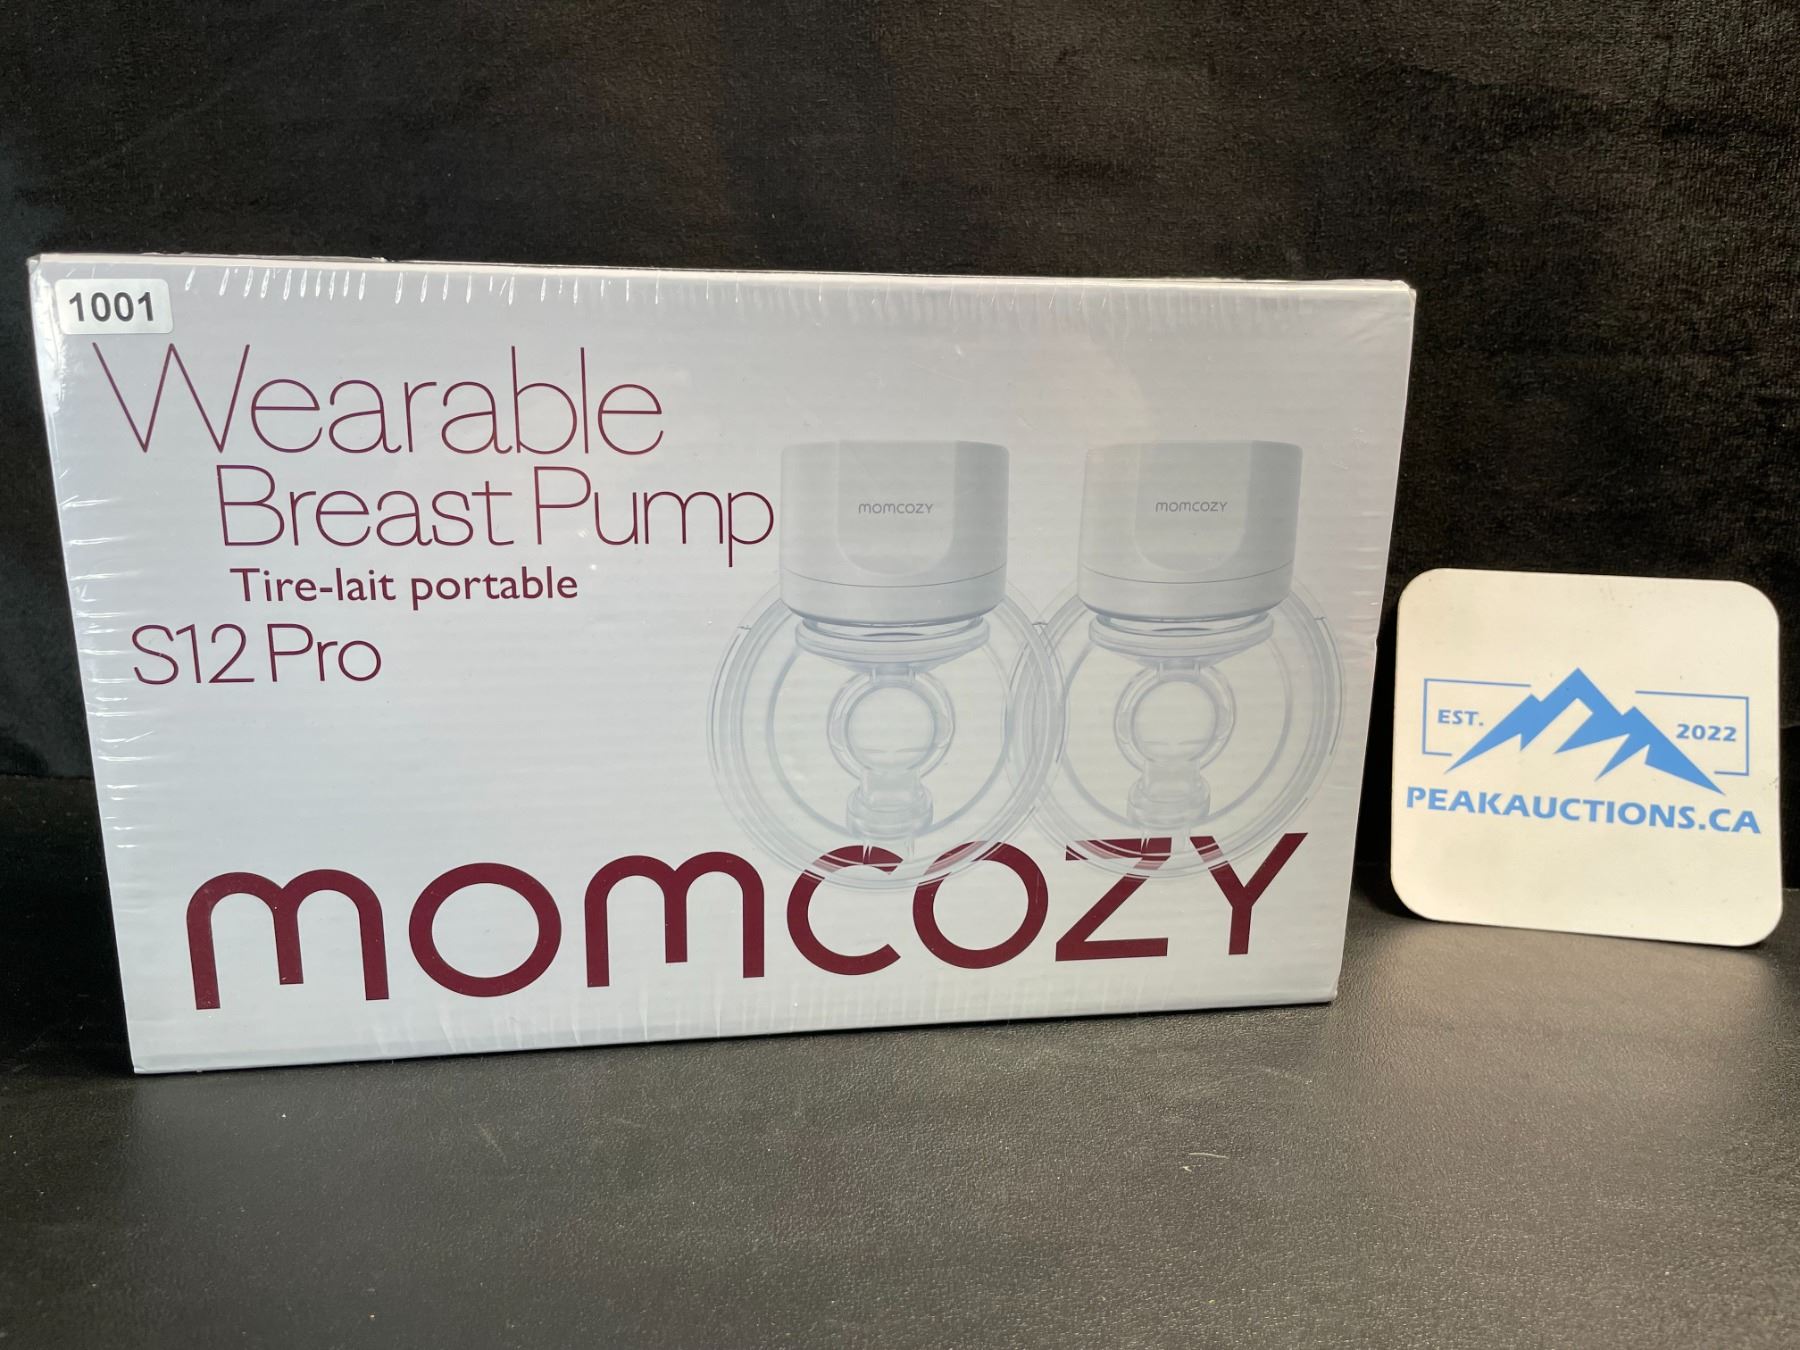 1001
Wearable
Breast Pump
Tire-lait portable
S12 Pro
momcozy
momcozy
momcozy
EST. 2022
PEAKAUCTIONS.CA